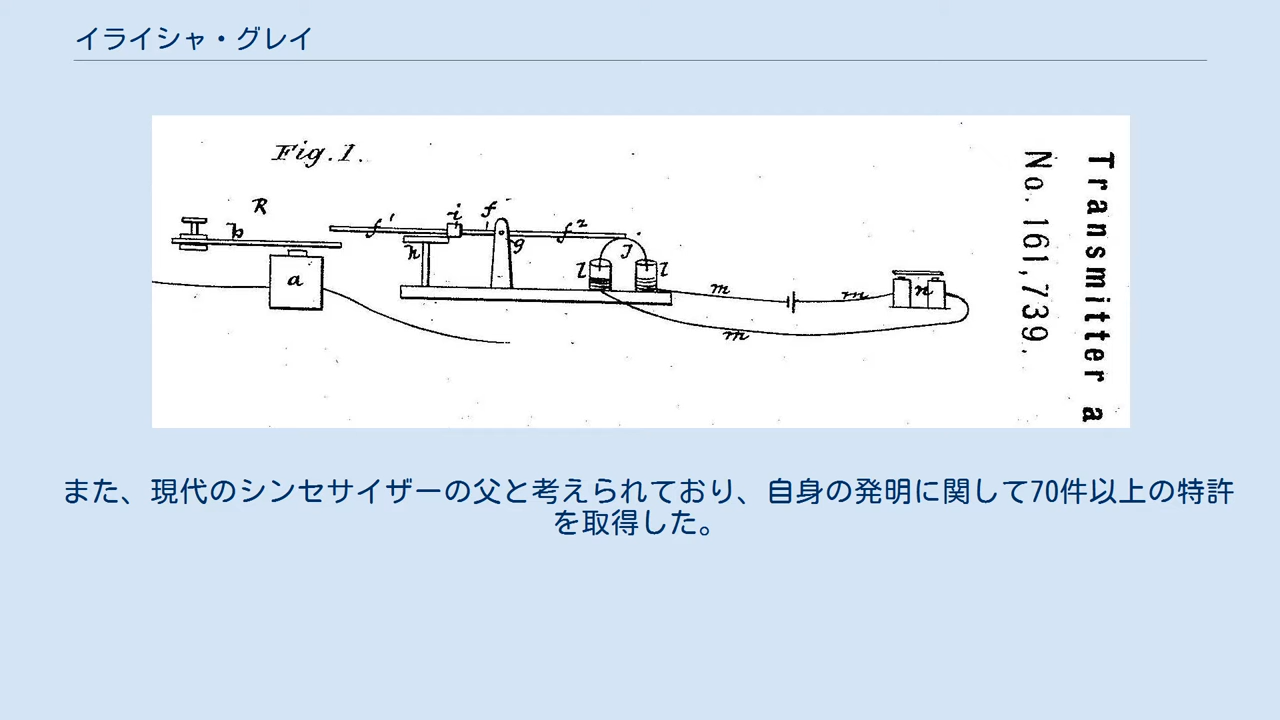 イライシャ・グレイ
Fig. 1.
R
b
a
f'
i
f
f²
h
g
j
l
l
m
m
m
n
No. 161,739.
Transmitter a
また、現代のシンセサイザーの父と考えられており、自身の発明に関して70件以上の特許
を取得した。